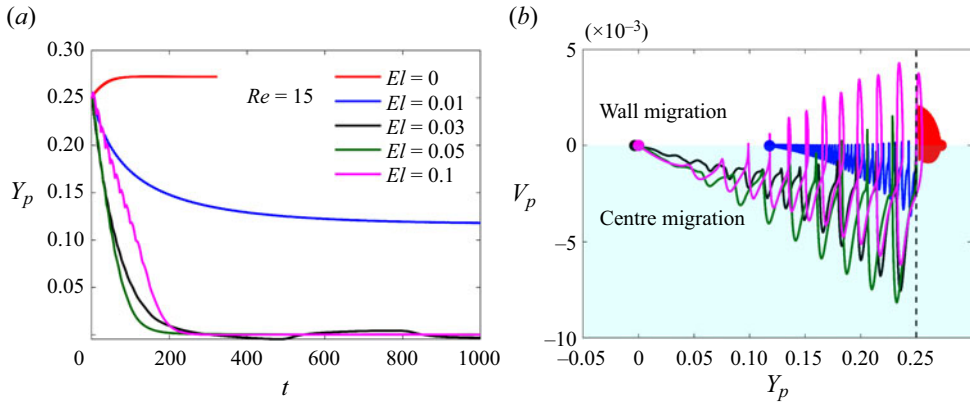 (a)
0.30
0.25
0.20
Y_p 0.15
0.10
0.05
0 200 400 600 800 1000
t
Re = 15
El = 0
El = 0.01
El = 0.03
El = 0.05
El = 0.1
(b)
(×10⁻³)
5
0
V_p
−5
−10
−0.05 0 0.05 0.10 0.15 0.20 0.25
Y_p
Wall migration
Centre migration